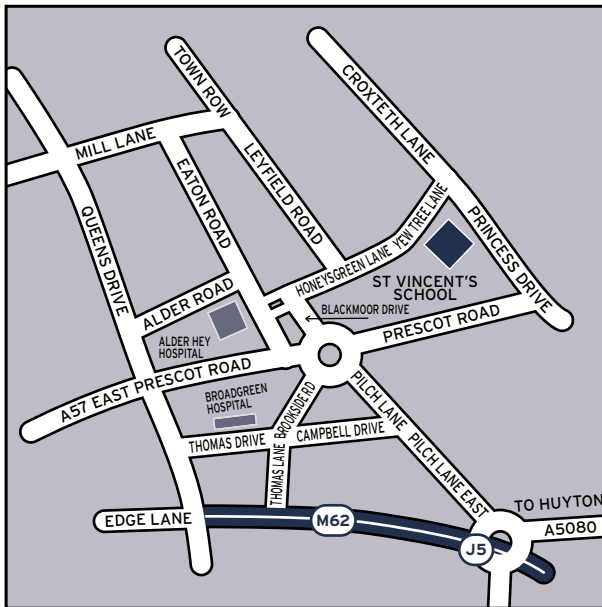 TOWN ROW
CROXTETH LANE
MILL LANE
EATON ROAD
LEYFIELD ROAD
QUEENS DRIVE
HONEYSGREEN LANE
YEW TREE LANE
PRINCESS DRIVE
ST VINCENT'S
SCHOOL
ALDER ROAD
BLACKMOOR DRIVE
ALDER HEY
HOSPITAL
PRESCOT ROAD
A57 EAST PRESCOT ROAD
BROADGREEN
HOSPITAL
BROOKSIDE RD
PILCH LANE
THOMAS DRIVE
CAMPBELL DRIVE
THOMAS LANE
PILCH LANE EAST
EDGE LANE
M62
TO HUYTON
A5080
J5